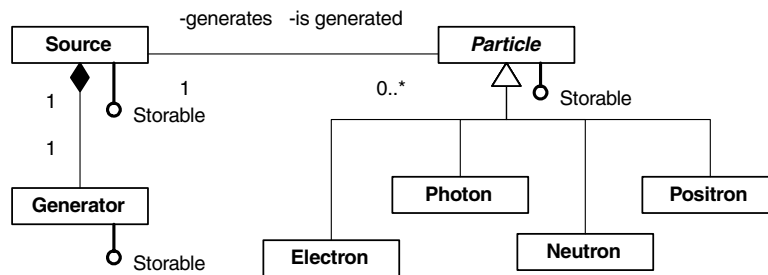 -generates -is generated
Source
Particle
1
1
0..*
Storable
Storable
1
Photon
Positron
Generator
Electron
Neutron
Storable